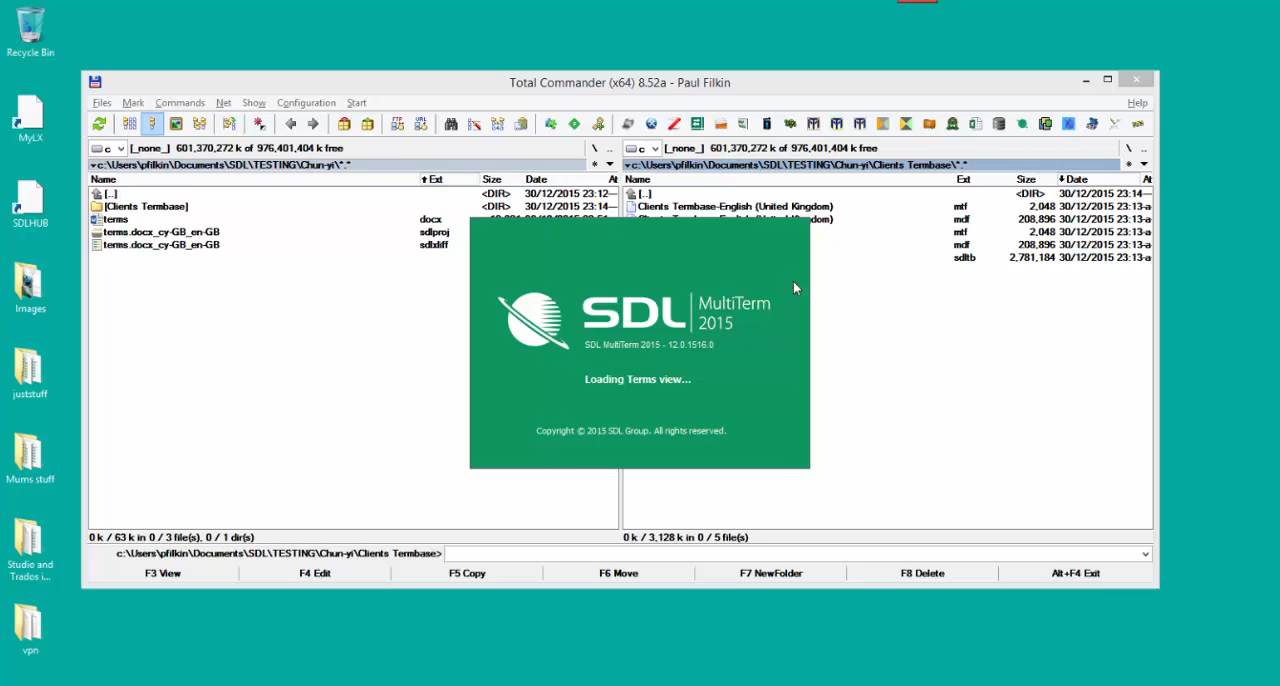 Recycle Bin
MyLX
SDLHUB
Images
juststuff
Mums stuff
Studio and
Trados i...
vpn
Total Commander (x64) 8.52a - Paul Filkin
Files Mark Commands Net Show Configuration Start Help
FTP URL
c [_none_] 601,370,272 k of 976,401,404 k free \ ..
c:\Users\pfilkin\Documents\SDL\TESTING\Chun-yi\*.* *
Name Ext Size Date At
[..] <DIR> 30/12/2015 23:12—
[Clients Termbase] <DIR> 30/12/2015 23:14—
terms docx
terms.docx_cy-GB_en-GB sdlproj
terms.docx_cy-GB_en-GB sdlxliff
0 k / 63 k in 0 / 3 file(s), 0 / 1 dir(s)
c [_none_] 601,370,272 k of 976,401,404 k free \ ..
c:\Users\pfilkin\Documents\SDL\TESTING\Chun-yi\Clients Termbase\*.* *
Name Ext Size Date At
[..] <DIR> 30/12/2015 23:14—
Clients Termbase-English (United Kingdom) mtf 2,048 30/12/2015 23:13-a
mdf 208,896 30/12/2015 23:13-a
mtf 2,048 30/12/2015 23:13-a
mdf 208,896 30/12/2015 23:13-a
sdltb 2,781,184 30/12/2015 23:13-a
0 k / 3,128 k in 0 / 5 file(s)
SDL MultiTerm
2015
SDL MultiTerm 2015 - 12.0.1516.0
Loading Terms view...
Copyright © 2015 SDL Group. All rights reserved.
c:\Users\pfilkin\Documents\SDL\TESTING\Chun-yi\Clients Termbase>
F3 View F4 Edit F5 Copy F6 Move F7 NewFolder F8 Delete Alt+F4 Exit